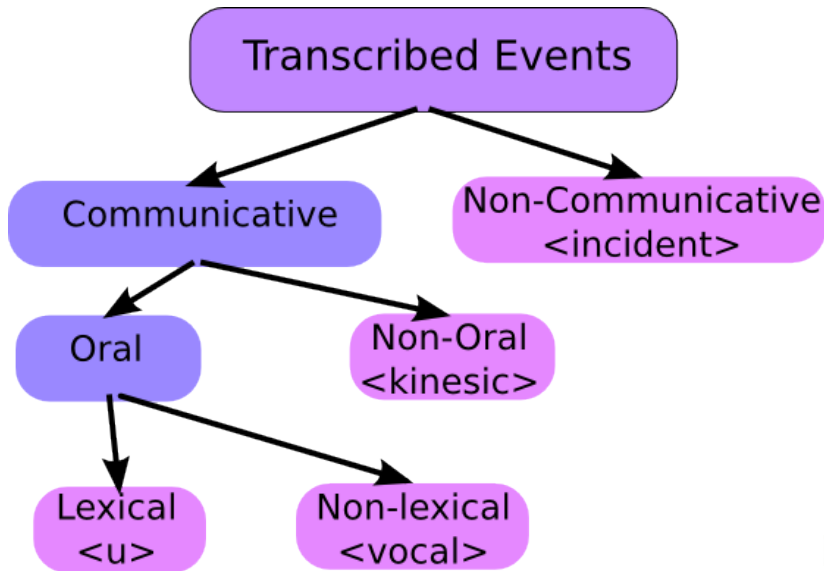 Transcribed Events
Communicative
Non-Communicative
<incident>
Oral
Non-Oral
<kinesic>
Lexical
<u>
Non-lexical
<vocal>